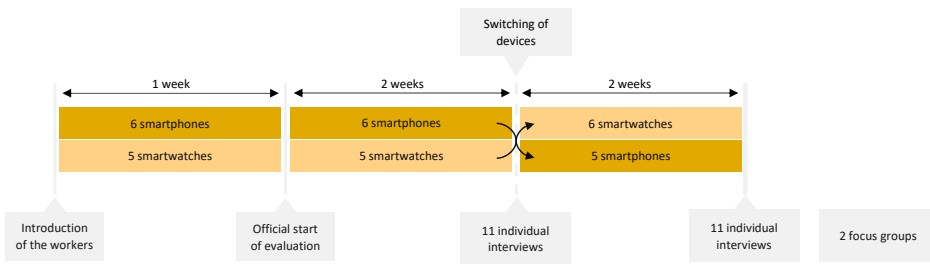 Switching of
devices
1 week
2 weeks
2 weeks
6 smartphones
6 smartphones
6 smartwatches
5 smartwatches
5 smartwatches
5 smartphones
Introduction
of the workers
Official start
of evaluation
11 individual
interviews
11 individual
interviews
2 focus groups